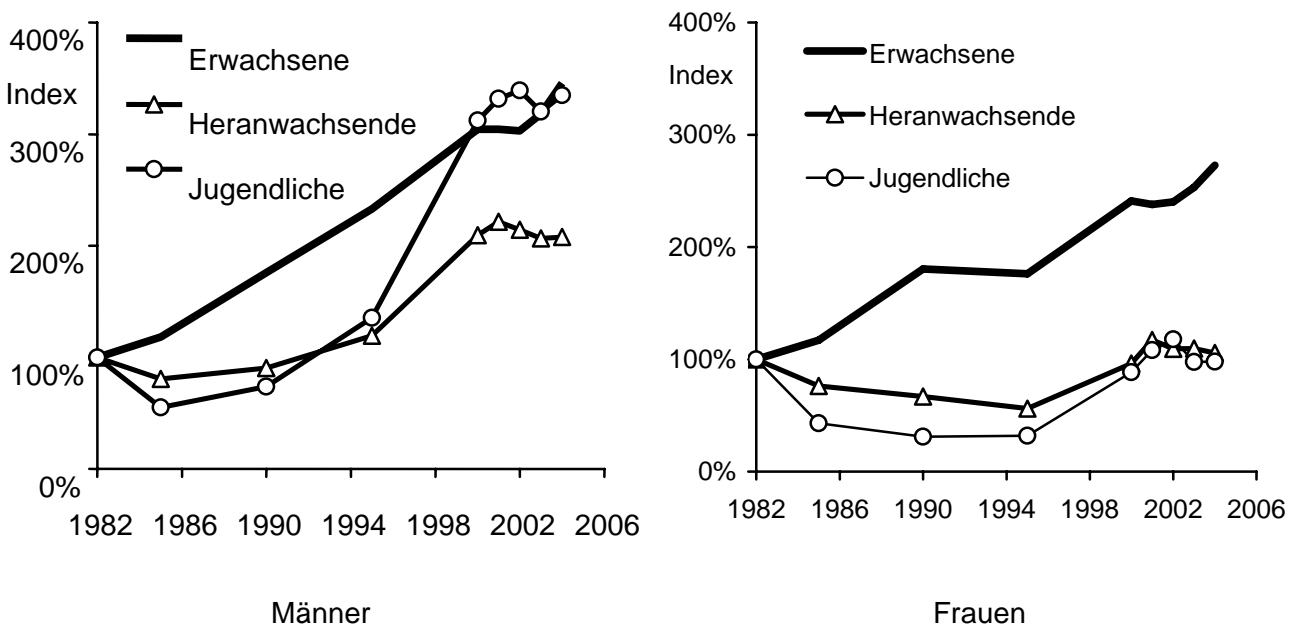 400%
Index
300%
200%
100%
0%
Erwachsene
Heranwachsende
Jugendliche
1982 1986 1990 1994 1998 2002 2006
Männer
400%
Index
300%
200%
100%
0%
Erwachsene
Heranwachsende
Jugendliche
1982 1986 1990 1994 1998 2002 2006
Frauen